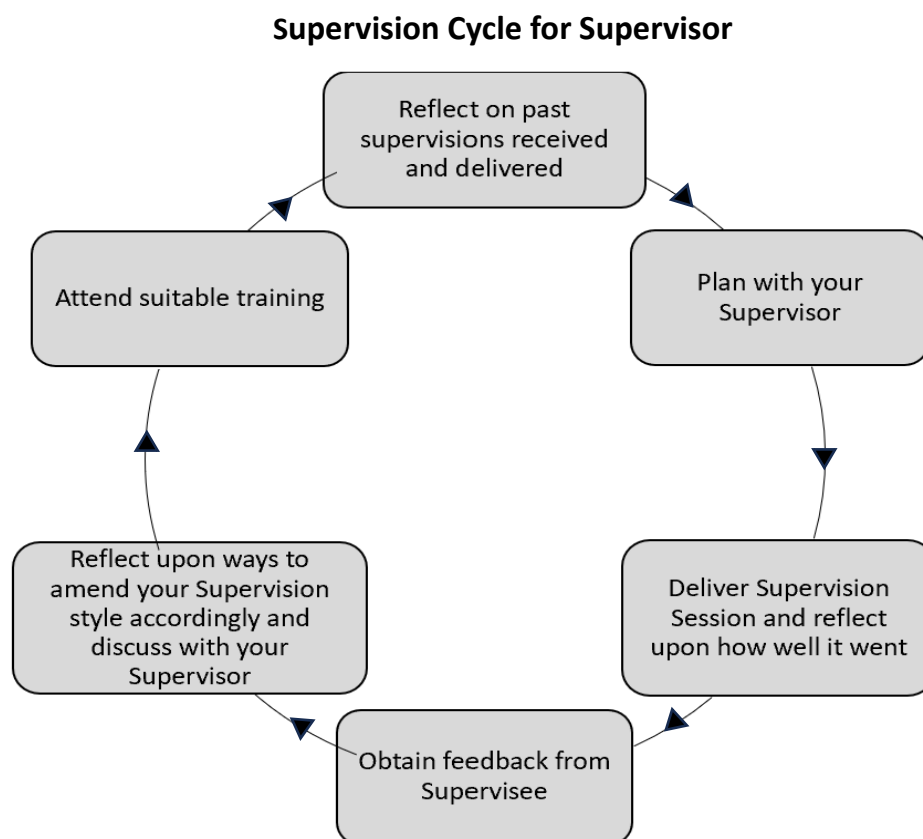 Supervision Cycle for Supervisor
Reflect on past
supervisions received
and delivered
Plan with your
Supervisor
Deliver Supervision
Session and reflect
upon how well it went
Obtain feedback from
Supervisee
Reflect upon ways to
amend your Supervision
style accordingly and
discuss with your
Supervisor
Attend suitable training